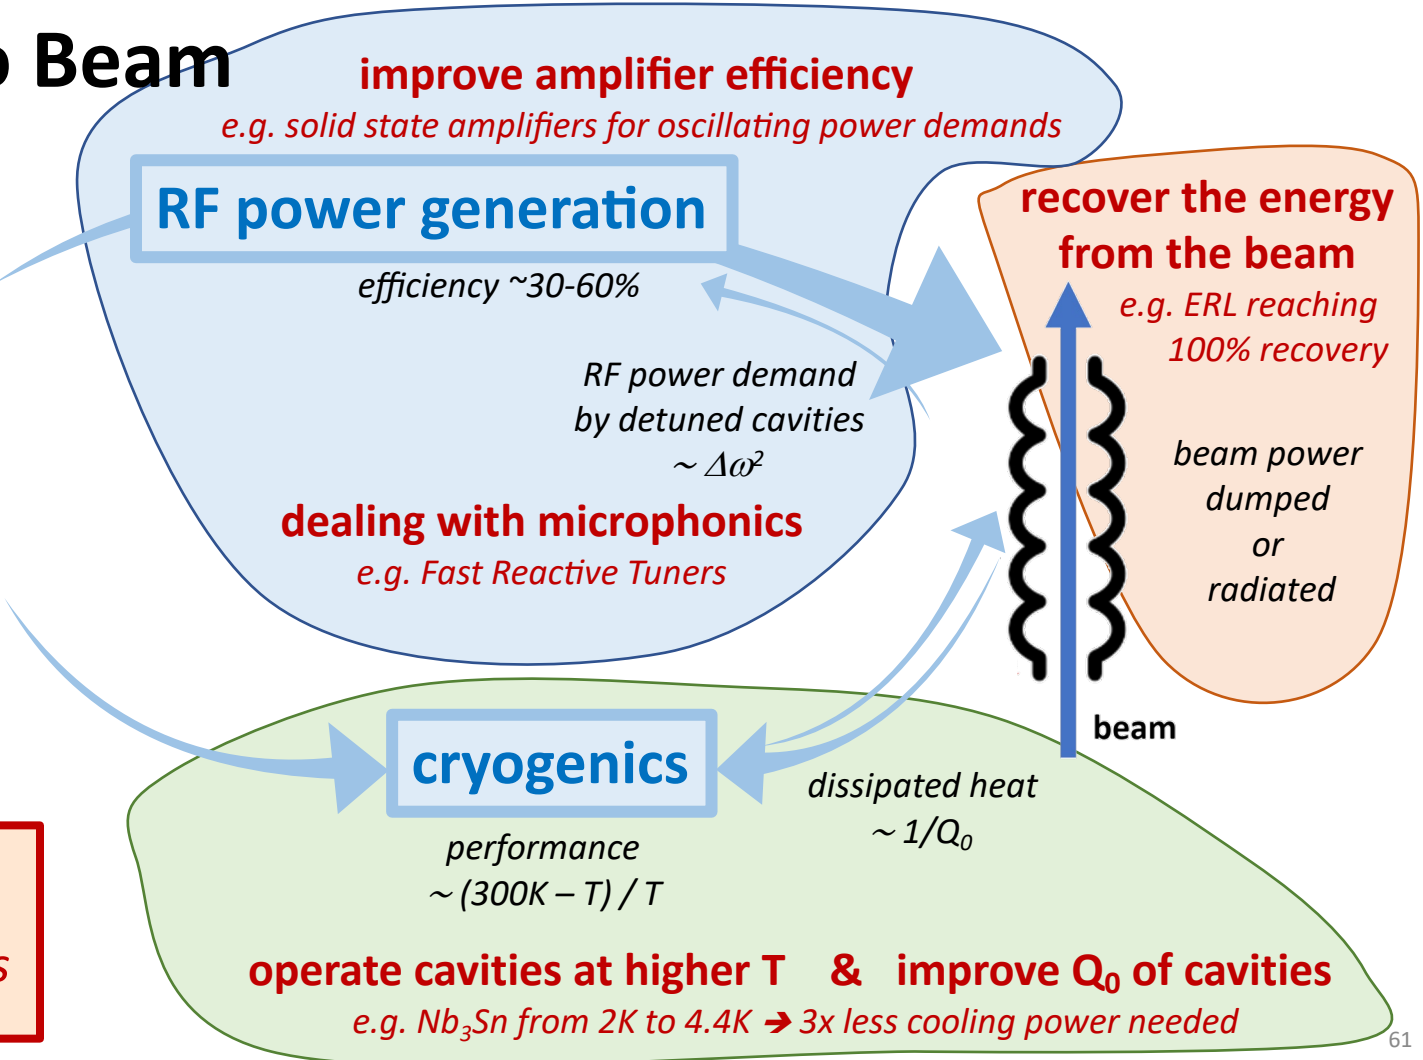 o Beam
improve amplifier efficiency
e.g. solid state amplifiers for oscillating power demands
RF power generation
efficiency ~30-60%
RF power demand
by detuned cavities
~ Δω²
dealing with microphonics
e.g. Fast Reactive Tuners
recover the energy
from the beam
e.g. ERL reaching
100% recovery
beam power
dumped
or
radiated
beam
cryogenics
performance
~ (300K – T) / T
dissipated heat
~ 1/Q₀
s
operate cavities at higher T & improve Q₀ of cavities
e.g. Nb₃Sn from 2K to 4.4K ➔ 3x less cooling power needed
61